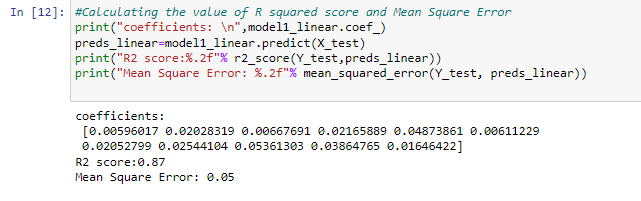 In [12]: #Calculating the value of R squared score and Mean Square Error
print("coefficients: \n",model1_linear.coef_)
preds_linear=model1_linear.predict(X_test)
print("R2 score:%.2f"% r2_score(Y_test,preds_linear))
print("Mean Square Error: %.2f"% mean_squared_error(Y_test, preds_linear))
coefficients:
[0.00596017 0.02028319 0.00667691 0.02165889 0.04873861 0.00611229
0.02052799 0.02544104 0.05361303 0.03864765 0.01646422]
R2 score:0.87
Mean Square Error: 0.05